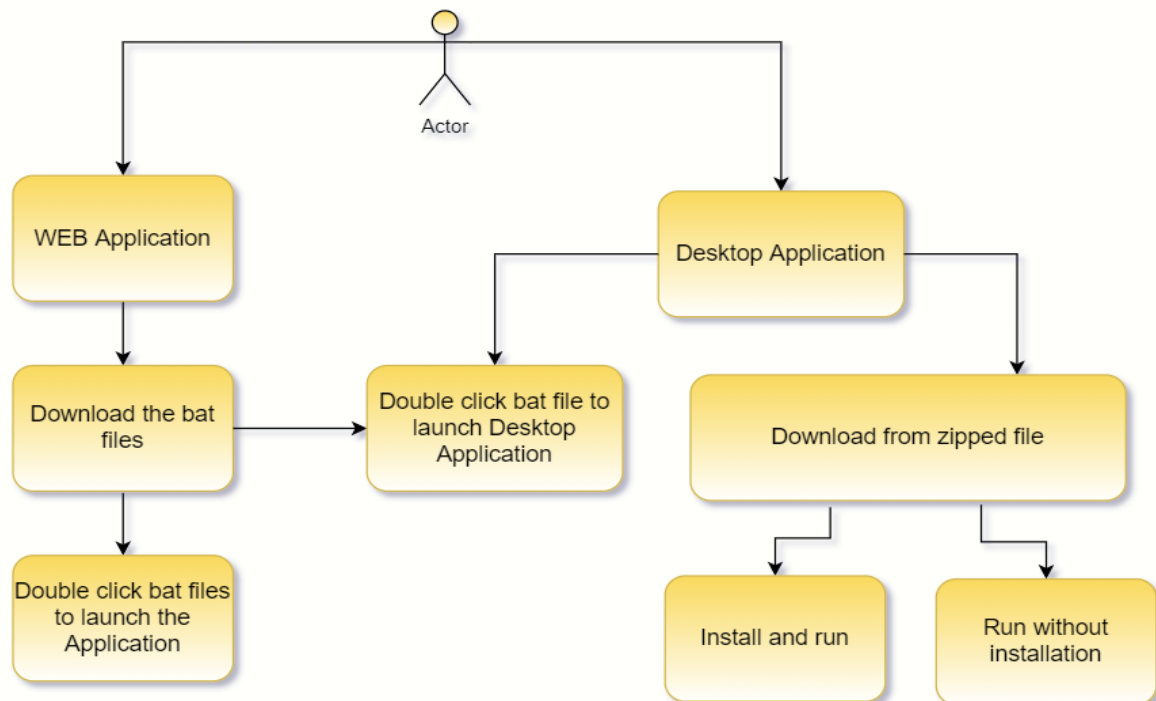 Actor
WEB Application
Desktop Application
Download the bat
files
Double click bat file to
launch Desktop
Application
Download from zipped file
Double click bat files
to launch the
Application
Install and run
Run without
installation